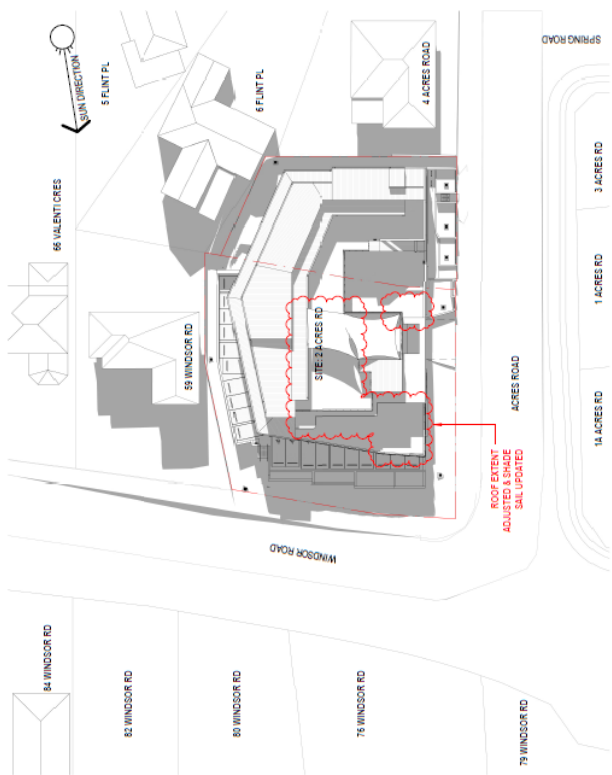 SUN DIRECTION
5 FLINT PL
6 FLINT PL
4 ACRES ROAD
SPRING ROAD
66 VALENTI CRES
59 WINDSOR RD
SITE: 2 ACRES RD
ACRES ROAD
3 ACRES RD
1 ACRES RD
1A ACRES RD
ROOF EXTENT
ADJUSTED & SHADE
SAIL UPDATED
WINDSOR ROAD
84 WINDSOR RD
82 WINDSOR RD
80 WINDSOR RD
76 WINDSOR RD
79 WINDSOR RD